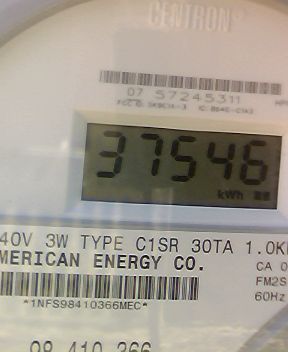 CENTRON®
07 57245311
37546
kWh
40V 3W TYPE C1SR 30TA 1.0K
MERICAN ENERGY CO.
CA 0
FM2S
60Hz
*1NFS98410366MEC*
98 410 366